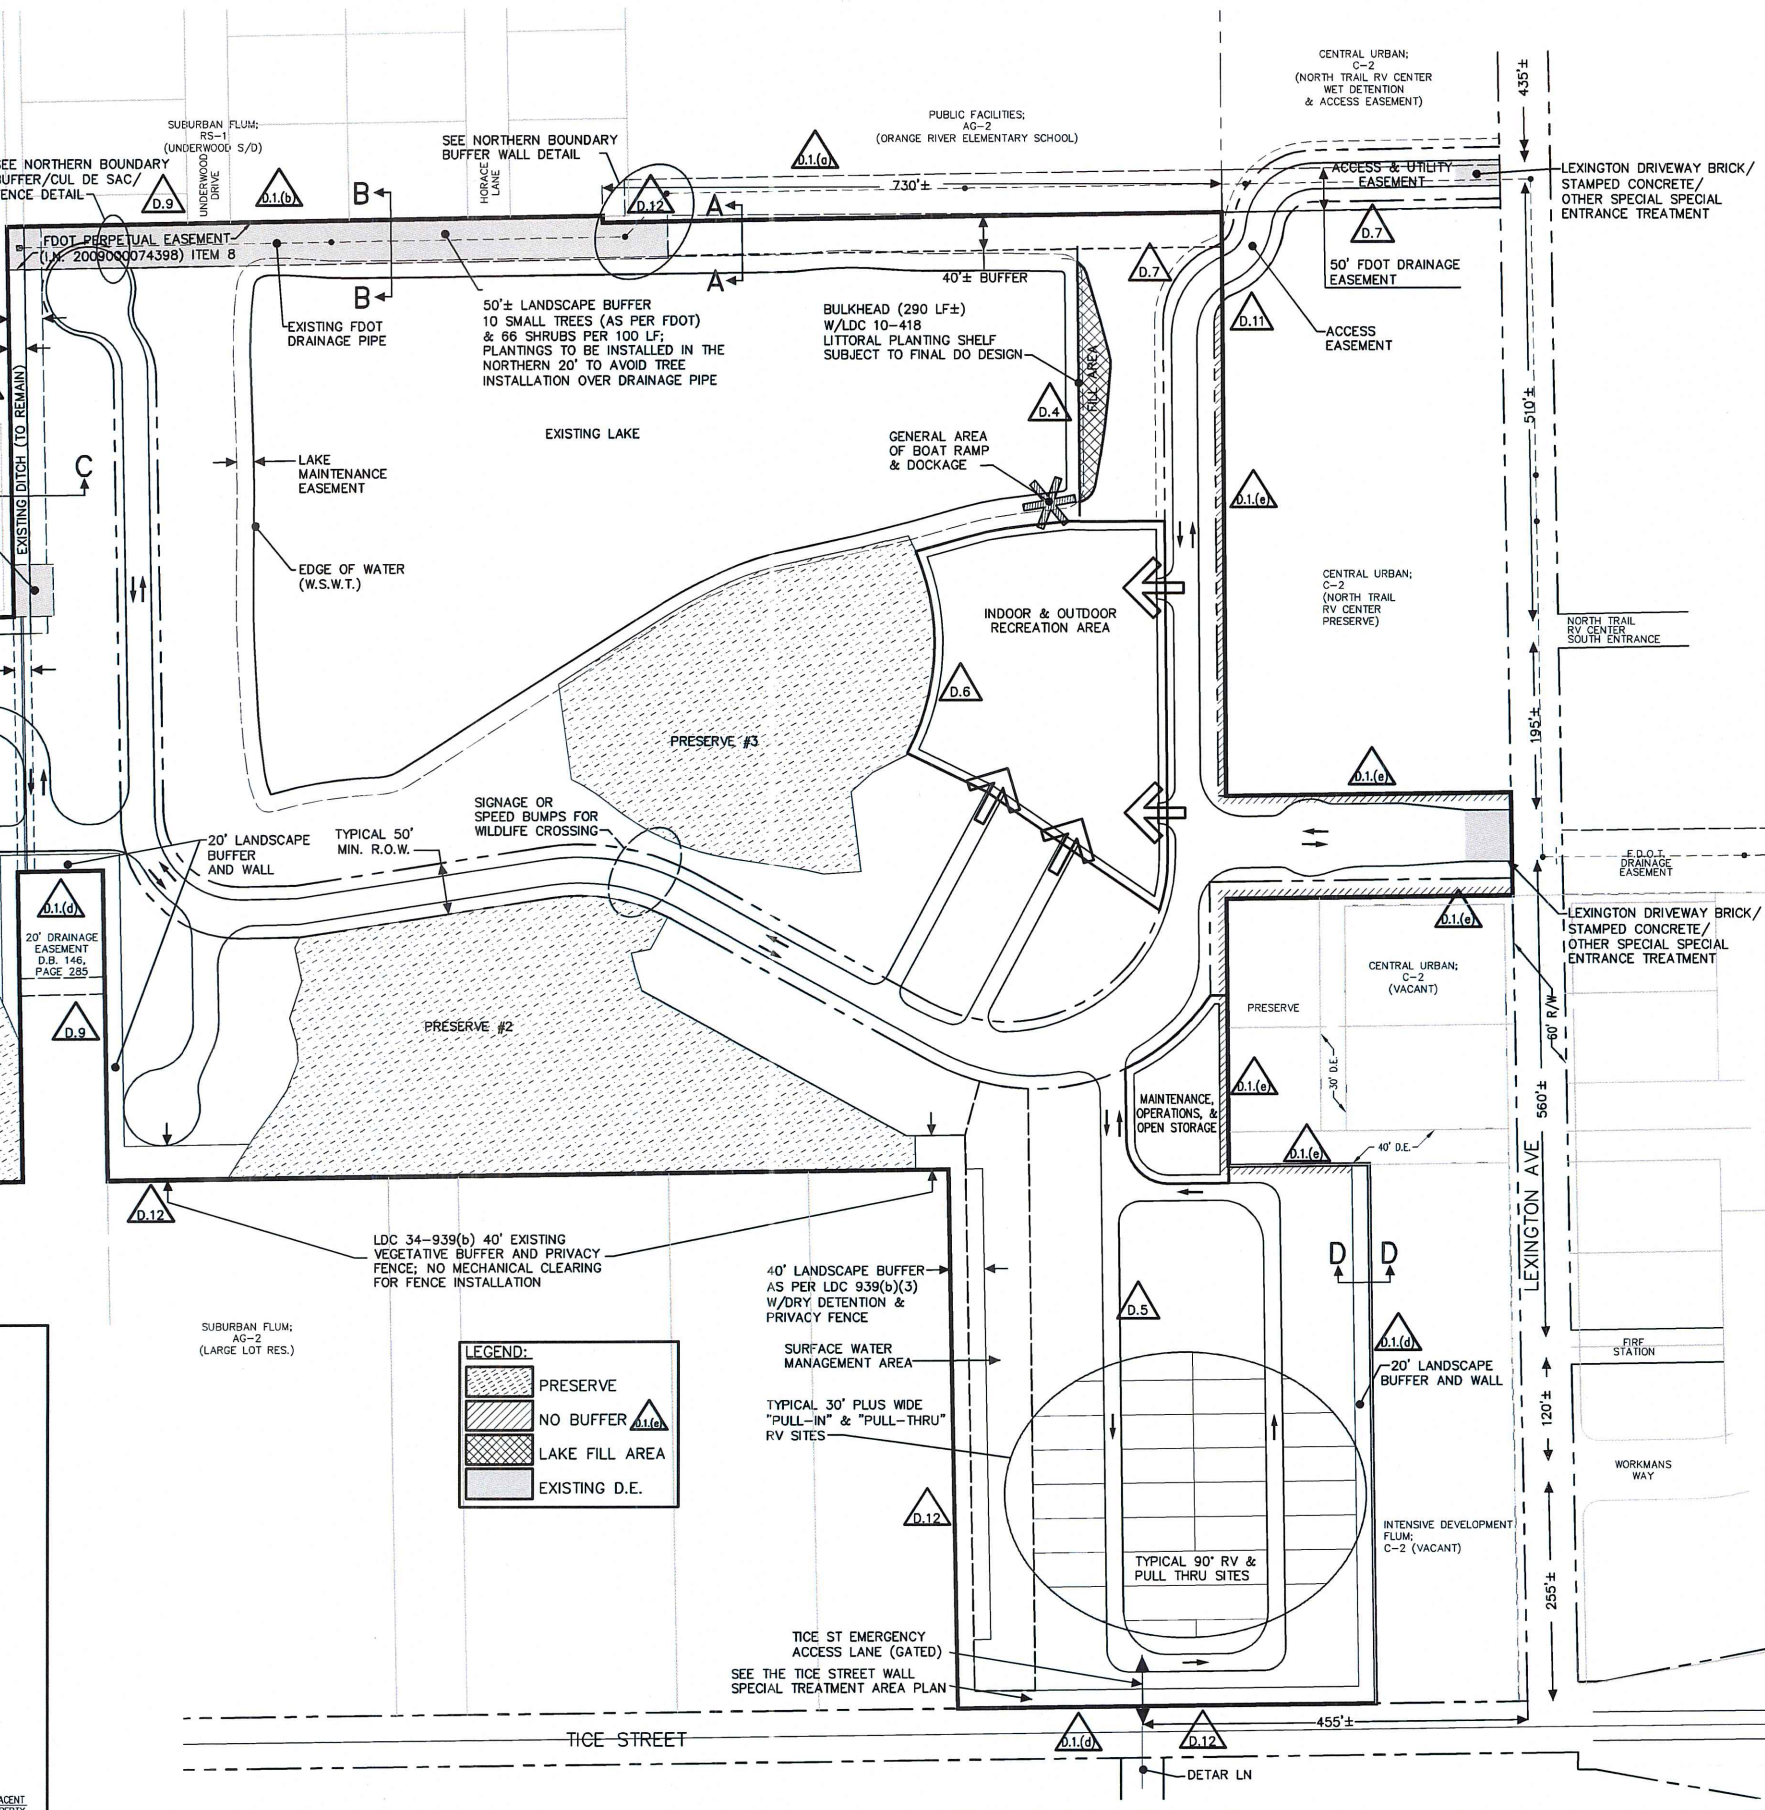 CENTRAL URBAN;
C-2
(NORTH TRAIL RV CENTER
WET DETENTION
& ACCESS EASEMENT)
435'±
SUBURBAN FLUM;
RS-1
(UNDERWOOD S/D)
UNDERWOOD
DRIVE
SEE NORTHERN BOUNDARY
BUFFER/CUL DE SAC/
FENCE DETAIL
D.9
D.1.(b)
B
B
HORACE
LANE
SEE NORTHERN BOUNDARY
BUFFER WALL DETAIL
D.12
PUBLIC FACILITIES;
AG-2
(ORANGE RIVER ELEMENTARY SCHOOL)
D.1.(a)
730'±
A
A
ACCESS & UTILITY
EASEMENT
LEXINGTON DRIVEWAY BRICK/
STAMPED CONCRETE/
OTHER SPECIAL SPECIAL
ENTRANCE TREATMENT
D.7
50' FDOT DRAINAGE
EASEMENT
FDOT PERPETUAL EASEMENT
(I.N. 2009000074398) ITEM 8
EXISTING FDOT
DRAINAGE PIPE
50'± LANDSCAPE BUFFER
10 SMALL TREES (AS PER FDOT)
& 66 SHRUBS PER 100 LF;
PLANTINGS TO BE INSTALLED IN THE
NORTHERN 20' TO AVOID TREE
INSTALLATION OVER DRAINAGE PIPE
40'± BUFFER
D.7
BULKHEAD (290 LF±)
W/LDC 10-418
LITTORAL PLANTING SHELF
SUBJECT TO FINAL DO DESIGN
FILL AREA
D.11
ACCESS
EASEMENT
EXISTING DITCH (TO REMAIN)
C
D.4
510'±
EXISTING LAKE
GENERAL AREA
OF BOAT RAMP
& DOCKAGE
LAKE
MAINTENANCE
EASEMENT
D.1.(e)
EDGE OF WATER
(W.S.W.T.)
CENTRAL URBAN;
C-2
(NORTH TRAIL
RV CENTER
PRESERVE)
INDOOR & OUTDOOR
RECREATION AREA
NORTH TRAIL
RV CENTER
SOUTH ENTRANCE
D.6
195'±
PRESERVE #3
D.1.(e)
SIGNAGE OR
SPEED BUMPS FOR
WILDLIFE CROSSING
20' LANDSCAPE
BUFFER
AND WALL
TYPICAL 50'
MIN. R.O.W.
F.D.O.T.
DRAINAGE
EASEMENT
D.1.(d)
D.1.(e)
LEXINGTON DRIVEWAY BRICK/
STAMPED CONCRETE/
OTHER SPECIAL SPECIAL
ENTRANCE TREATMENT
20' DRAINAGE
EASEMENT
D.B. 146,
PAGE 285
CENTRAL URBAN;
C-2
(VACANT)
D.9
PRESERVE #2
PRESERVE
30' D.E.
60' R/W
D.1.(e)
MAINTENANCE,
OPERATIONS, &
OPEN STORAGE
560'±
D.1.(e)
40' D.E.
LEXINGTON AVE
D.12
LDC 34-939(b) 40' EXISTING
VEGETATIVE BUFFER AND PRIVACY
FENCE; NO MECHANICAL CLEARING
FOR FENCE INSTALLATION
40' LANDSCAPE BUFFER
AS PER LDC 939(b)(3)
W/DRY DETENTION &
PRIVACY FENCE
D
D
D.5
SUBURBAN FLUM;
AG-2
(LARGE LOT RES.)
D.1.(d)
FIRE
STATION
SURFACE WATER
MANAGEMENT AREA
20' LANDSCAPE
BUFFER AND WALL
LEGEND:
PRESERVE
NO BUFFER D.1.(e)
LAKE FILL AREA
EXISTING D.E.
TYPICAL 30' PLUS WIDE
"PULL-IN" & "PULL-THRU"
RV SITES
120'±
WORKMANS
WAY
D.12
INTENSIVE DEVELOPMENT
FLUM;
C-2 (VACANT)
TYPICAL 90° RV &
PULL THRU SITES
255'±
TICE ST EMERGENCY
ACCESS LANE (GATED)
SEE THE TICE STREET WALL
SPECIAL TREATMENT AREA PLAN
455'±
TICE STREET
D.1.(d)
D.12
DETAR LN